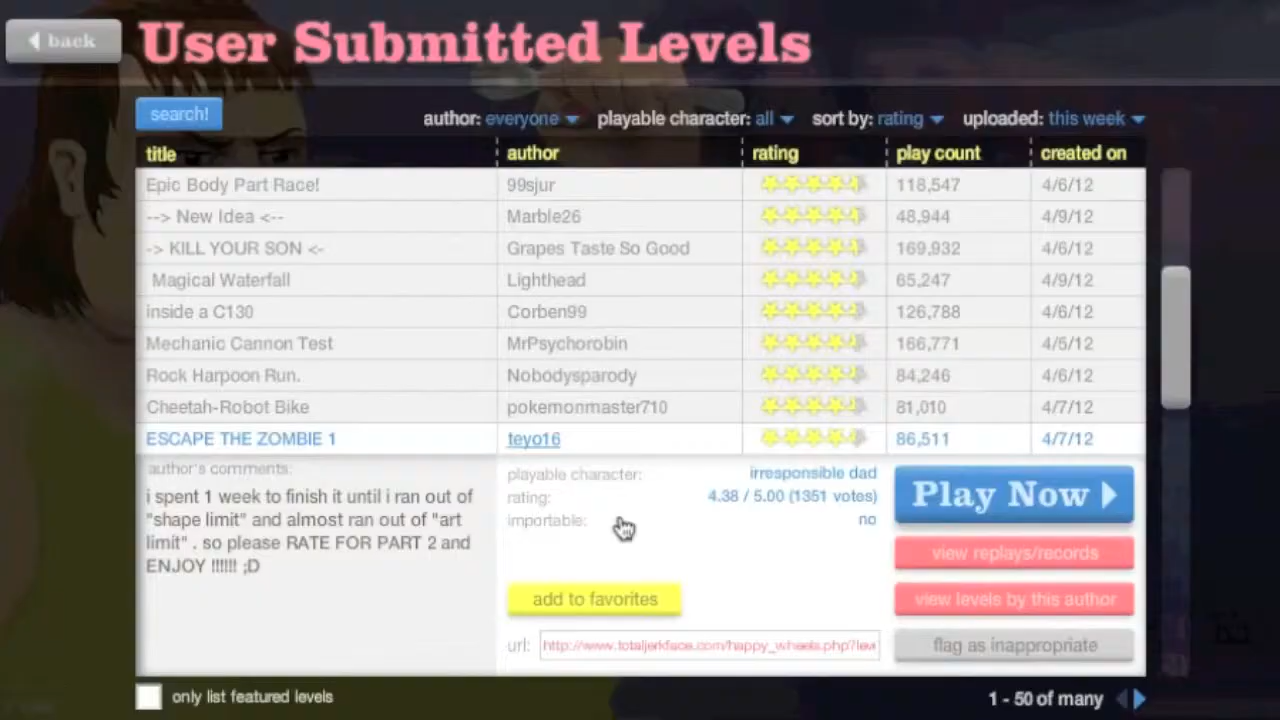 back
User Submitted Levels
search!
author: everyone playable character: all sort by: rating uploaded: this week
title author rating play count created on
Epic Body Part Race! 99sjur 118,547 4/6/12
--> New Idea <-- Marble26 48,944 4/9/12
-> KILL YOUR SON <- Grapes Taste So Good 169,932 4/6/12
Magical Waterfall Lighthead 65,247 4/9/12
inside a C130 Corben99 126,788 4/6/12
Mechanic Cannon Test MrPsychorobin 166,771 4/5/12
Rock Harpoon Run. Nobodysparody 84,246 4/6/12
Cheetah-Robot Bike pokemonmaster710 81,010 4/7/12
ESCAPE THE ZOMBIE 1 teyo16 86,511 4/7/12
author's comments:
i spent 1 week to finish it until i ran out of
"shape limit" and almost ran out of "art
limit" . so please RATE FOR PART 2 and
ENJOY !!!!!! ;D
playable character: irresponsible dad
rating: 4.38 / 5.00 (1351 votes)
importable: no
add to favorites
url: http://www.totaljerkface.com/happy_wheels.php?lev
Play Now
view replays/records
view levels by this author
flag as inappropriate
only list featured levels
1 - 50 of many